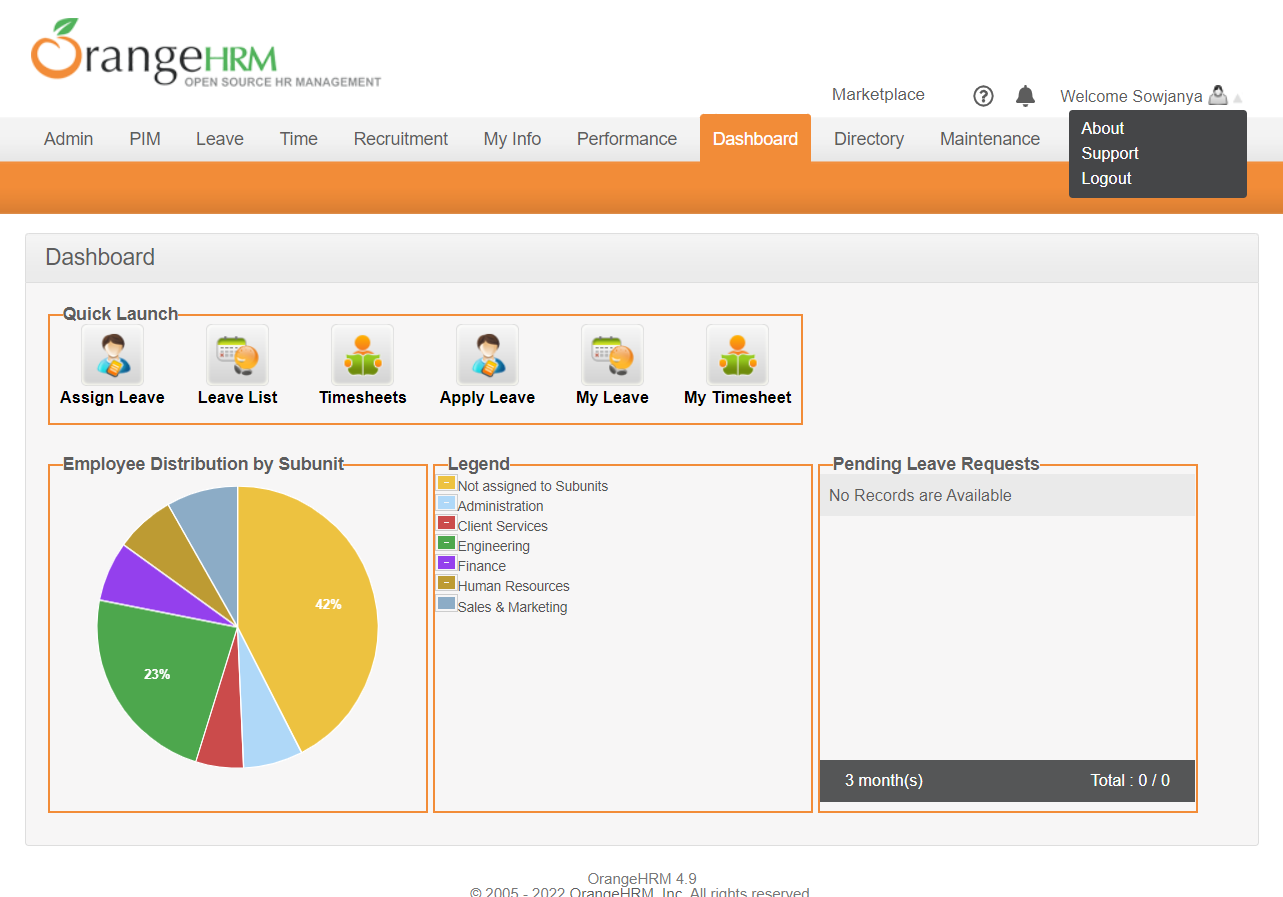 OrangeHRM
OPEN SOURCE HR MANAGEMENT
Marketplace ? Welcome Sowjanya
Admin PIM Leave Time Recruitment My Info Performance Dashboard Directory Maintenance
About
Support
Logout
Dashboard
Quick Launch
Assign Leave Leave List Timesheets Apply Leave My Leave My Timesheet
Employee Distribution by Subunit
42%
23%
Legend
Not assigned to Subunits
Administration
Client Services
Engineering
Finance
Human Resources
Sales & Marketing
Pending Leave Requests
No Records are Available
3 month(s) Total : 0 / 0
OrangeHRM 4.9
© 2005 - 2022 OrangeHRM, Inc. All rights reserved.